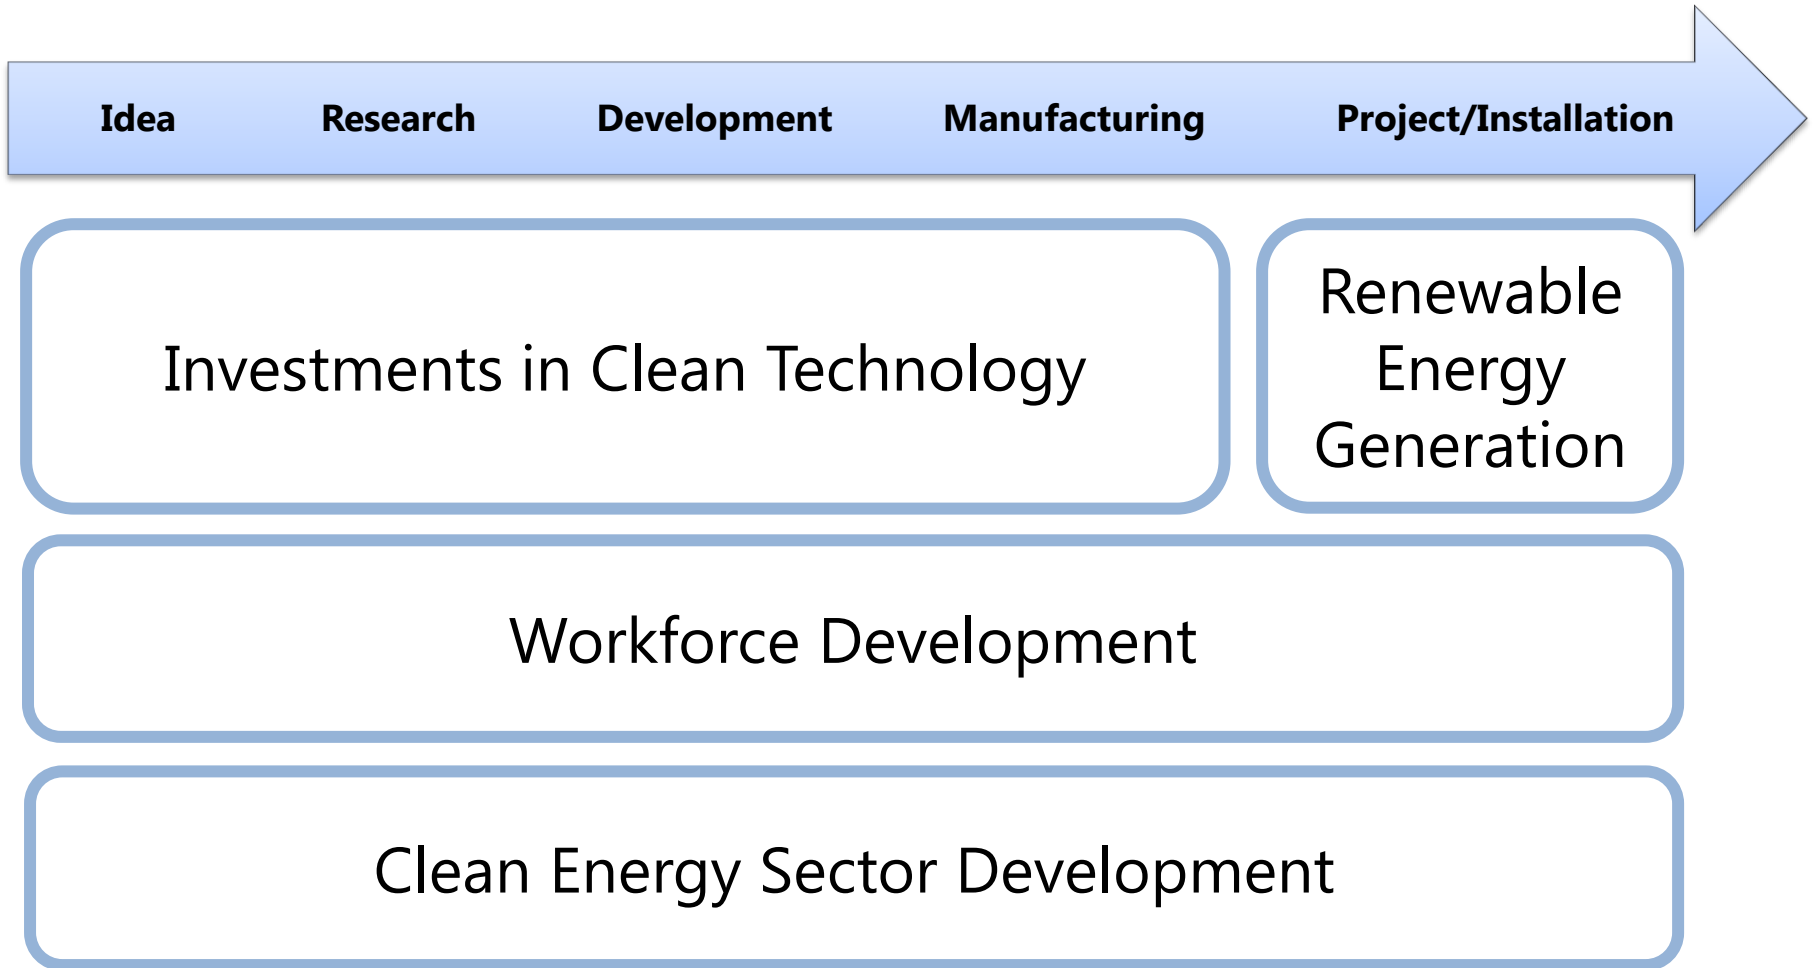 Idea Research Development Manufacturing Project/Installation
Investments in Clean Technology
Renewable
Energy
Generation
Workforce Development
Clean Energy Sector Development